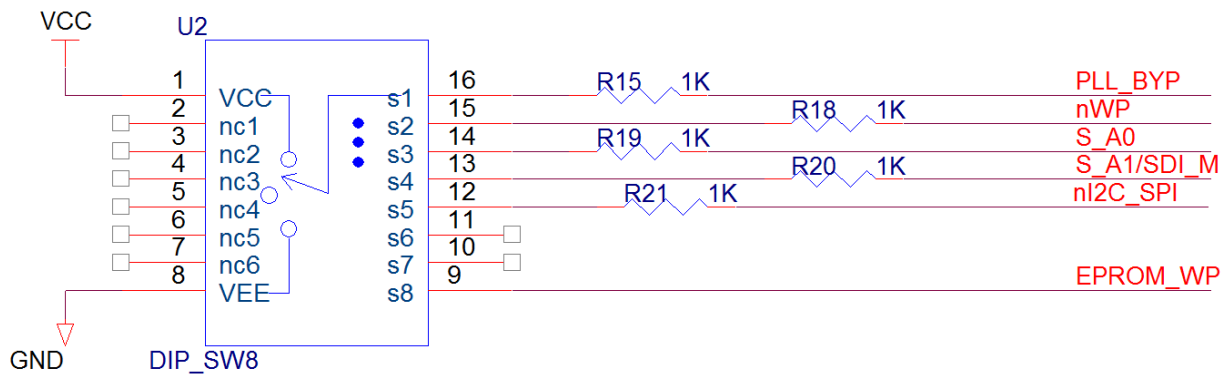 VCC
U2
1 16 R15 1K PLL_BYP
VCC s1
2 15 R18 1K nWP
nc1 s2
3 14 R19 1K S_A0
nc2 s3
4 13 R20 1K S_A1/SDI_M
nc3 s4
5 12 R21 1K nI2C_SPI
nc4 s5
6 11
nc5 s6
7 10
nc6 s7
8 9 EPROM_WP
VEE s8
GND DIP_SW8